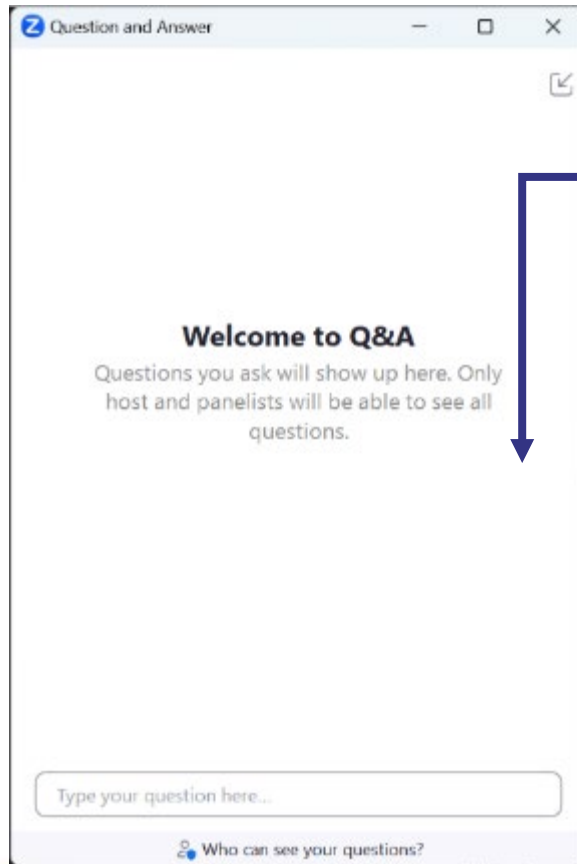 Question and Answer
Welcome to Q&A
Questions you ask will show up here. Only
host and panelists will be able to see all
questions.
Type your question here...
Who can see your questions?